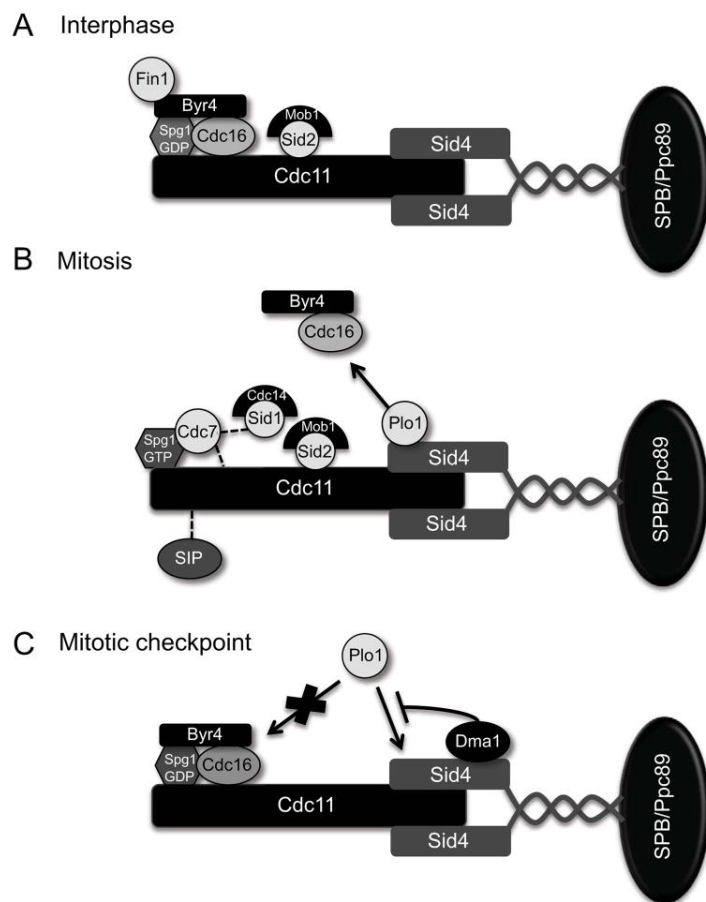 A Interphase
Fin1
Byr4
Spg1
GDP
Cdc16
Mob1
Sid2
Cdc11
Sid4
Sid4
SPB/Ppc89
B Mitosis
Byr4
Cdc16
Cdc14
Sid1
Cdc7
Spg1
GTP
Mob1
Sid2
Plo1
Cdc11
Sid4
Sid4
SIP
SPB/Ppc89
C Mitotic checkpoint
Plo1
Byr4
Spg1
GDP
Cdc16
Dma1
Cdc11
Sid4
Sid4
SPB/Ppc89